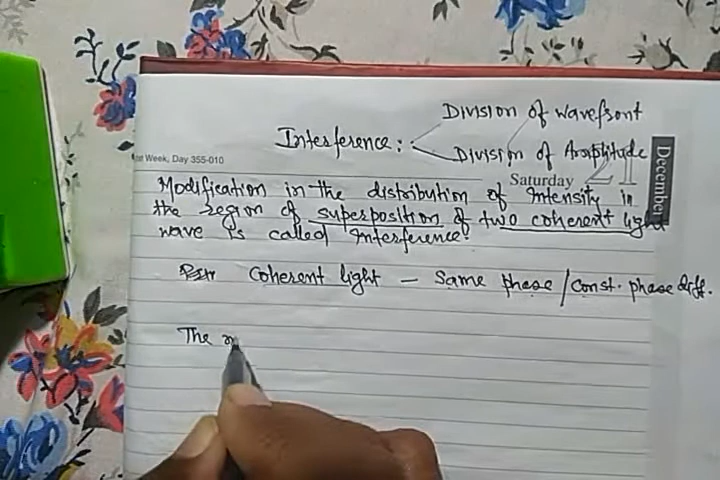 Division of wavefront
Interference:
Division of Amplitude
st Week, Day 355-010
December
Saturday 21
Modification in the distribution of Intensity in
the region of superposition of two coherent light
wave is called Interference.
Coherent light – Same phase/Const. phase diff.
The